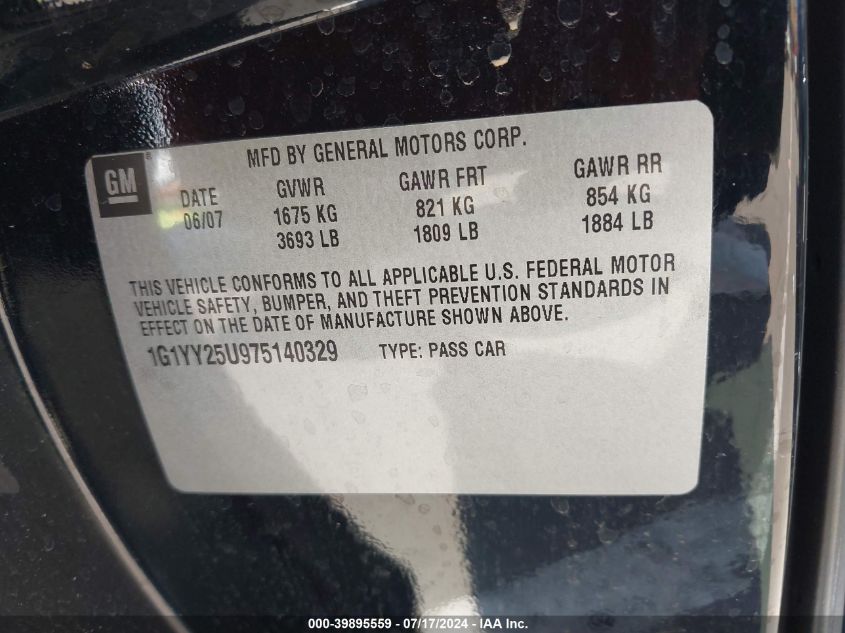 MFD BY GENERAL MOTORS CORP.
GM ®
DATE GVWR GAWR FRT GAWR RR
06/07 1675 KG 821 KG 854 KG
3693 LB 1809 LB 1884 LB
THIS VEHICLE CONFORMS TO ALL APPLICABLE U.S. FEDERAL MOTOR
VEHICLE SAFETY, BUMPER, AND THEFT PREVENTION STANDARDS IN
EFFECT ON THE DATE OF MANUFACTURE SHOWN ABOVE.
1G1YY25U975140329 TYPE: PASS CAR
000-39895559 - 07/17/2024 - IAA Inc.